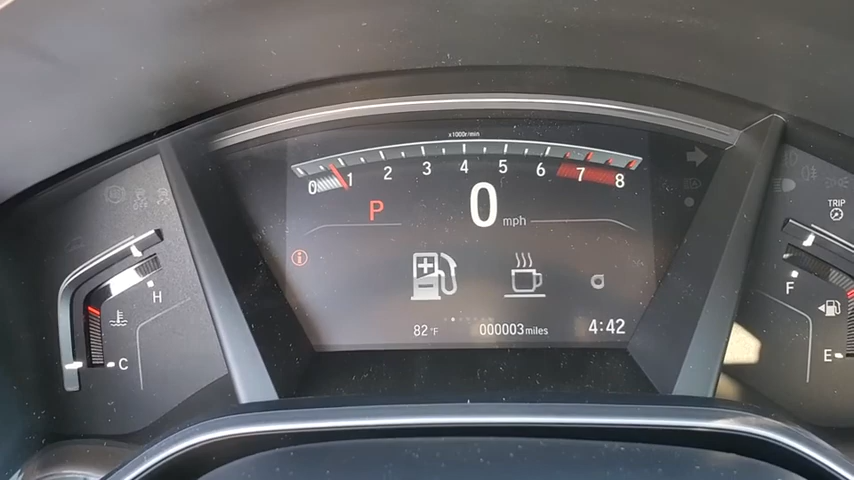 x1000r/min
0 1 2 3 4 5 6 7 8
P
0 mph
TRIP
H
F
C
E
82 °F
000003 miles
4:42